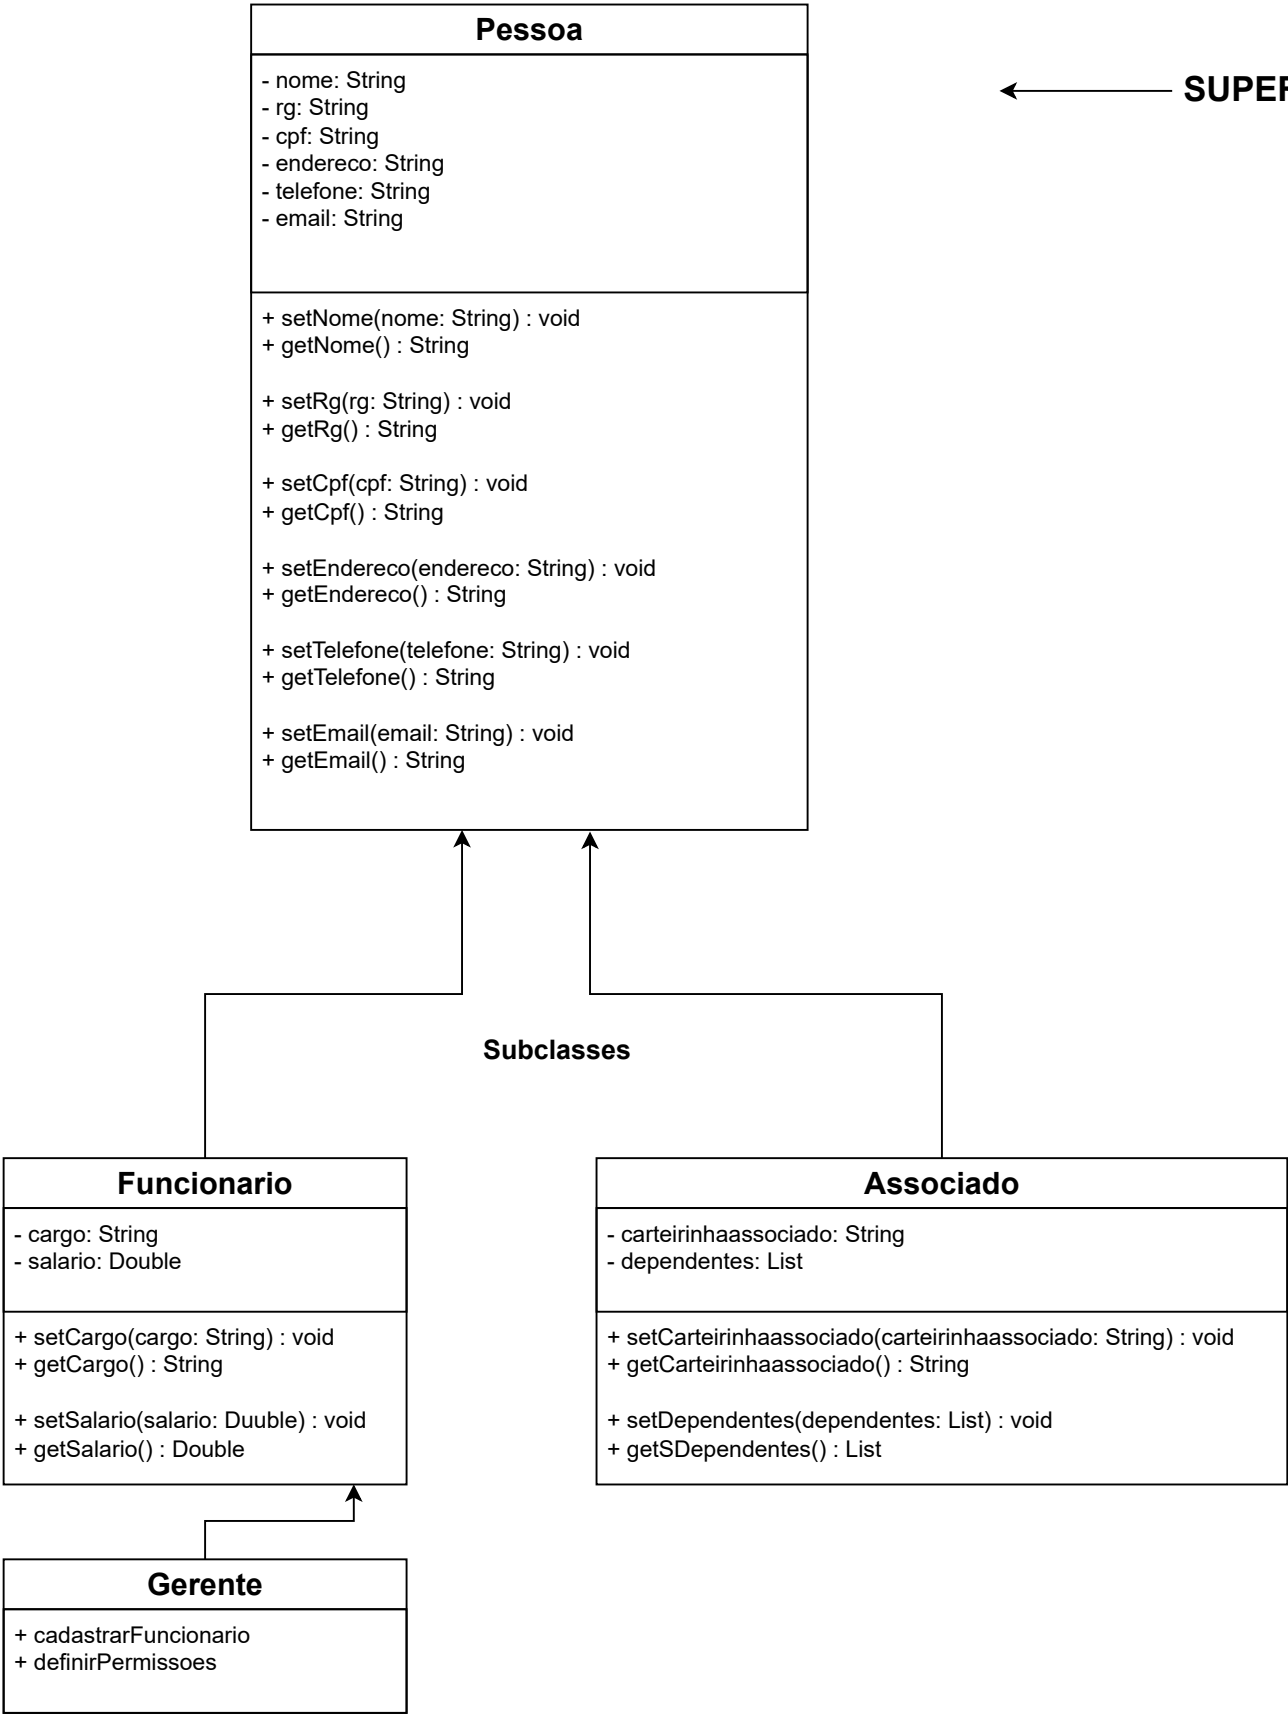 Pessoa
- nome: String
- rg: String
- cpf: String
- endereco: String
- telefone: String
- email: String
+ setNome(nome: String) : void
+ getNome() : String
+ setRg(rg: String) : void
+ getRg() : String
+ setCpf(cpf: String) : void
+ getCpf() : String
+ setEndereco(endereco: String) : void
+ getEndereco() : String
+ setTelefone(telefone: String) : void
+ getTelefone() : String
+ setEmail(email: String) : void
+ getEmail() : String
Subclasses
Funcionario
- cargo: String
- salario: Double
+ setCargo(cargo: String) : void
+ getCargo() : String
+ setSalario(salario: Duuble) : void
+ getSalario() : Double
Associado
- carteirinhaassociado: String
- dependentes: List
+ setCarteirinhaassociado(carteirinhaassociado: String) : void
+ getCarteirinhaassociado() : String
+ setDependentes(dependentes: List) : void
+ getSDependentes() : List
Gerente
+ cadastrarFuncionario
+ definirPermissoes